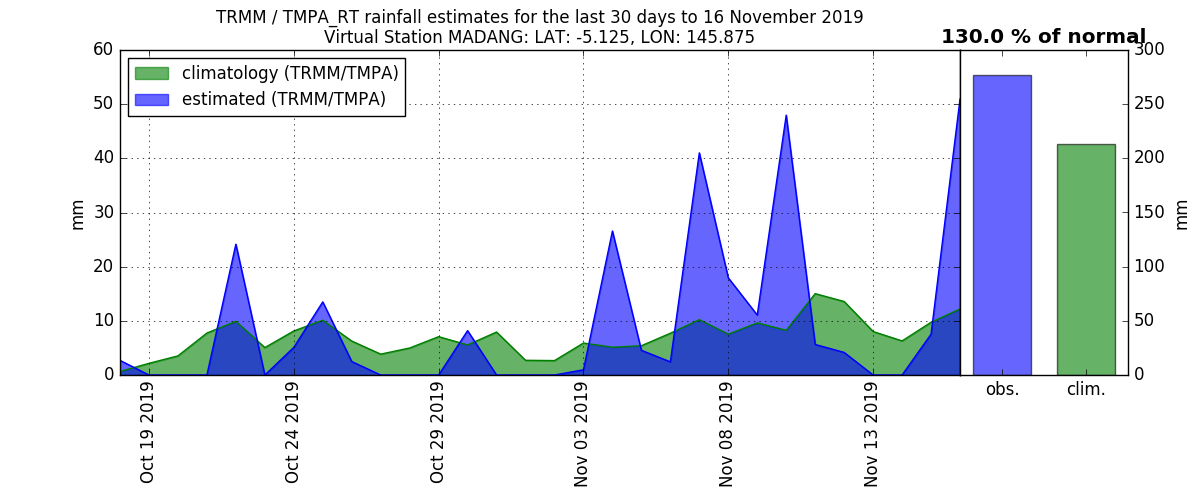 TRMM / TMPA_RT rainfall estimates for the last 30 days to 16 November 2019
Virtual Station MADANG: LAT: -5.125, LON: 145.875
130.0 % of normal
climatology (TRMM/TMPA)
estimated (TRMM/TMPA)
60
50
40
30
20
10
0
mm
300
250
200
150
100
50
0
mm
Oct 19 2019
Oct 24 2019
Oct 29 2019
Nov 03 2019
Nov 08 2019
Nov 13 2019
obs.
clim.